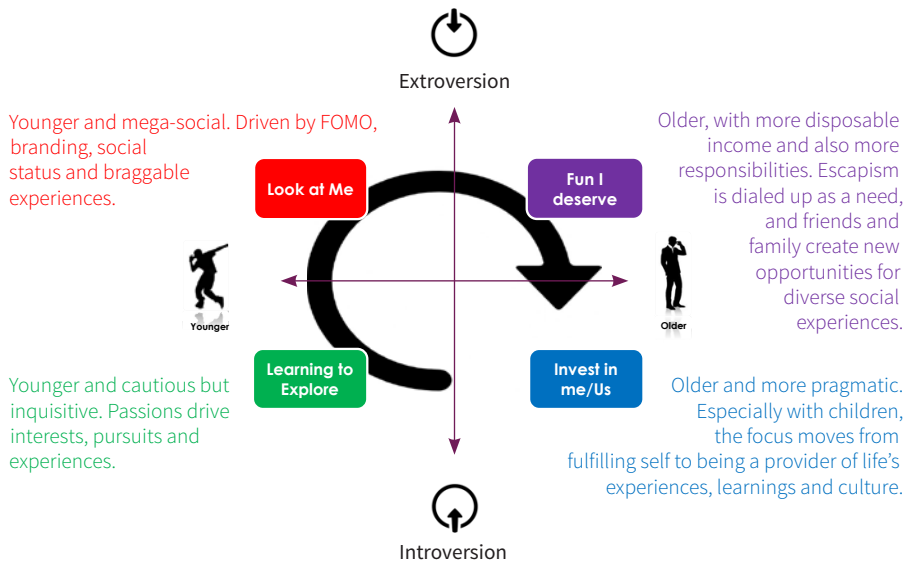 Extroversion
Younger and mega-social. Driven by FOMO,
branding, social
status and braggable
experiences.
Look at Me
Fun I
deserve
Older, with more disposable
income and also more
responsibilities. Escapism
is dialed up as a need,
and friends and
family create new
opportunities for
diverse social
experiences.
Younger
Older
Younger and cautious but
inquisitive. Passions drive
interests, pursuits and
experiences.
Learning to
Explore
Invest in
me/Us
Older and more pragmatic.
Especially with children,
the focus moves from
fulfilling self to being a provider of life’s
experiences, learnings and culture.
Introversion